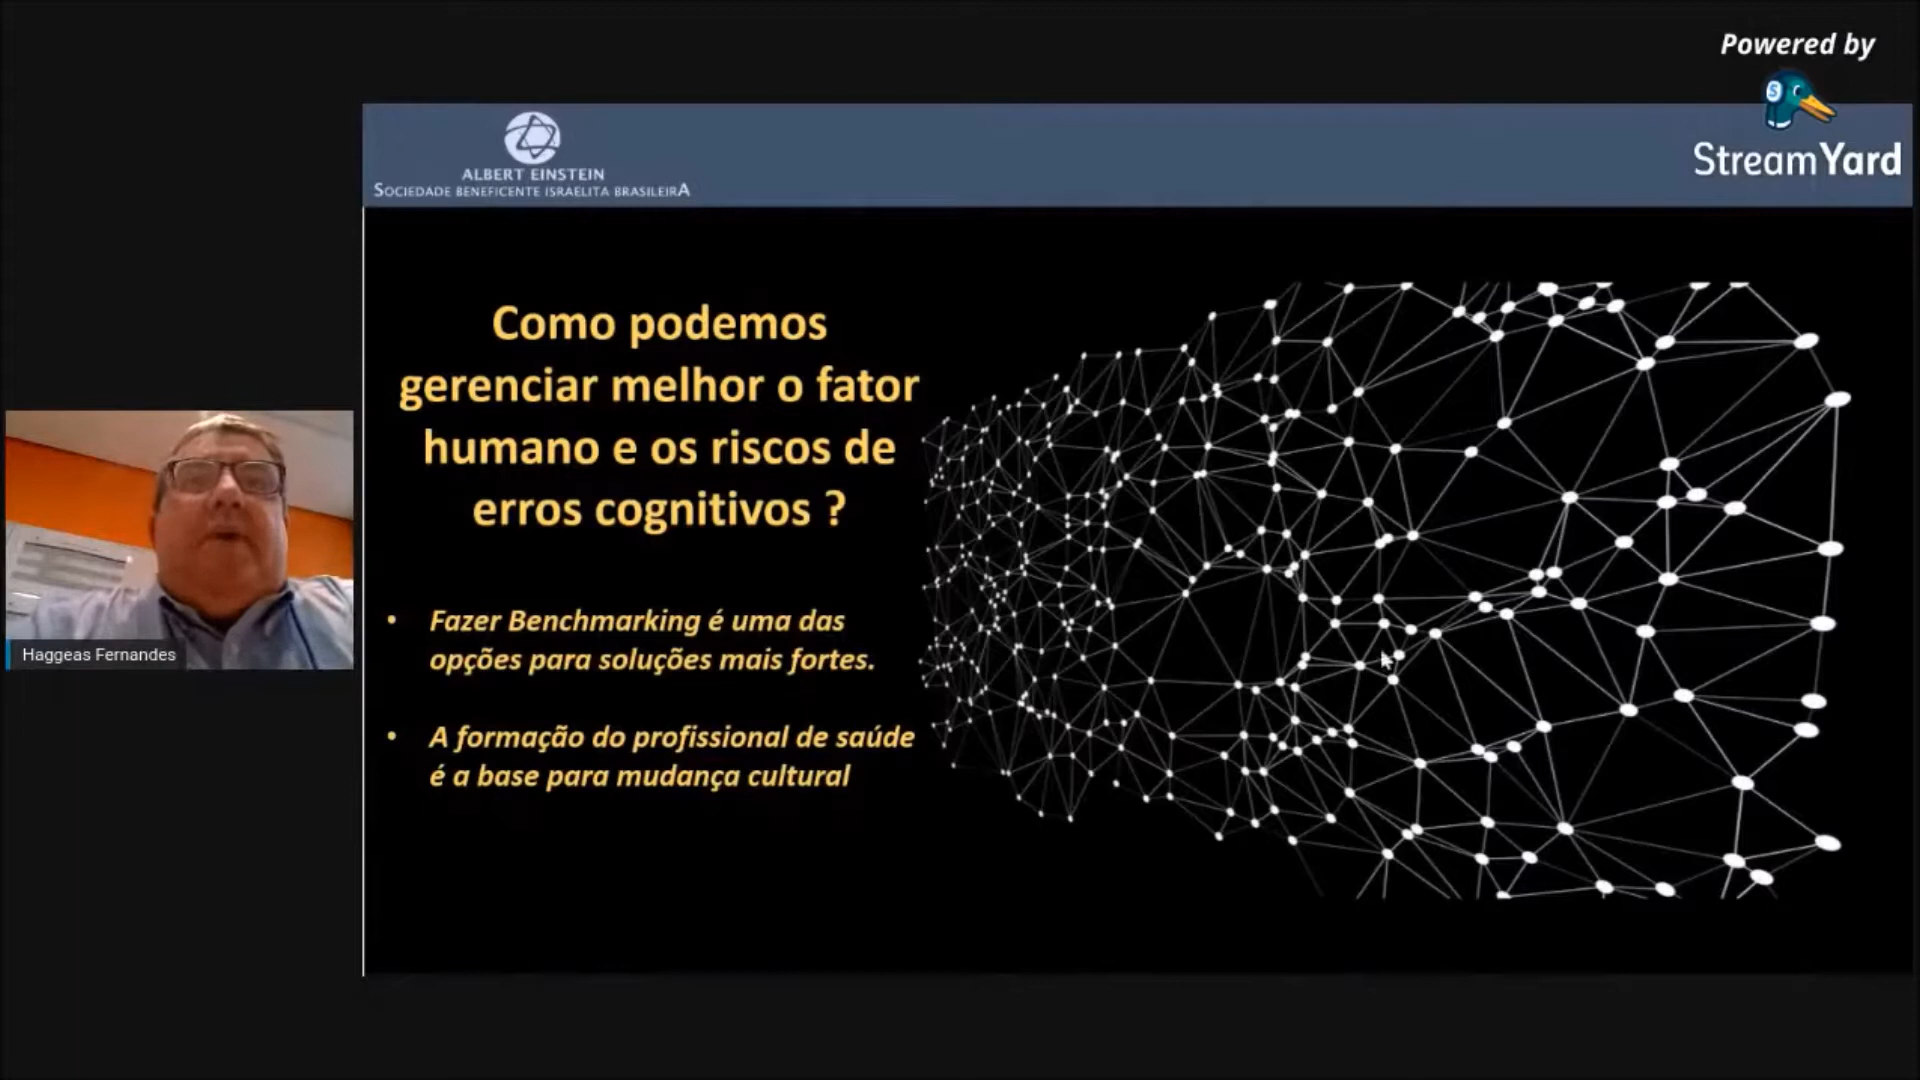 Powered by
StreamYard
ALBERT EINSTEIN
SOCIEDADE BENEFICENTE ISRAELITA BRASILEIRA
Como podemos
gerenciar melhor o fator
humano e os riscos de
erros cognitivos ?
• Fazer Benchmarking é uma das
opções para soluções mais fortes.
• A formação do profissional de saúde
é a base para mudança cultural
Haggeas Fernandes